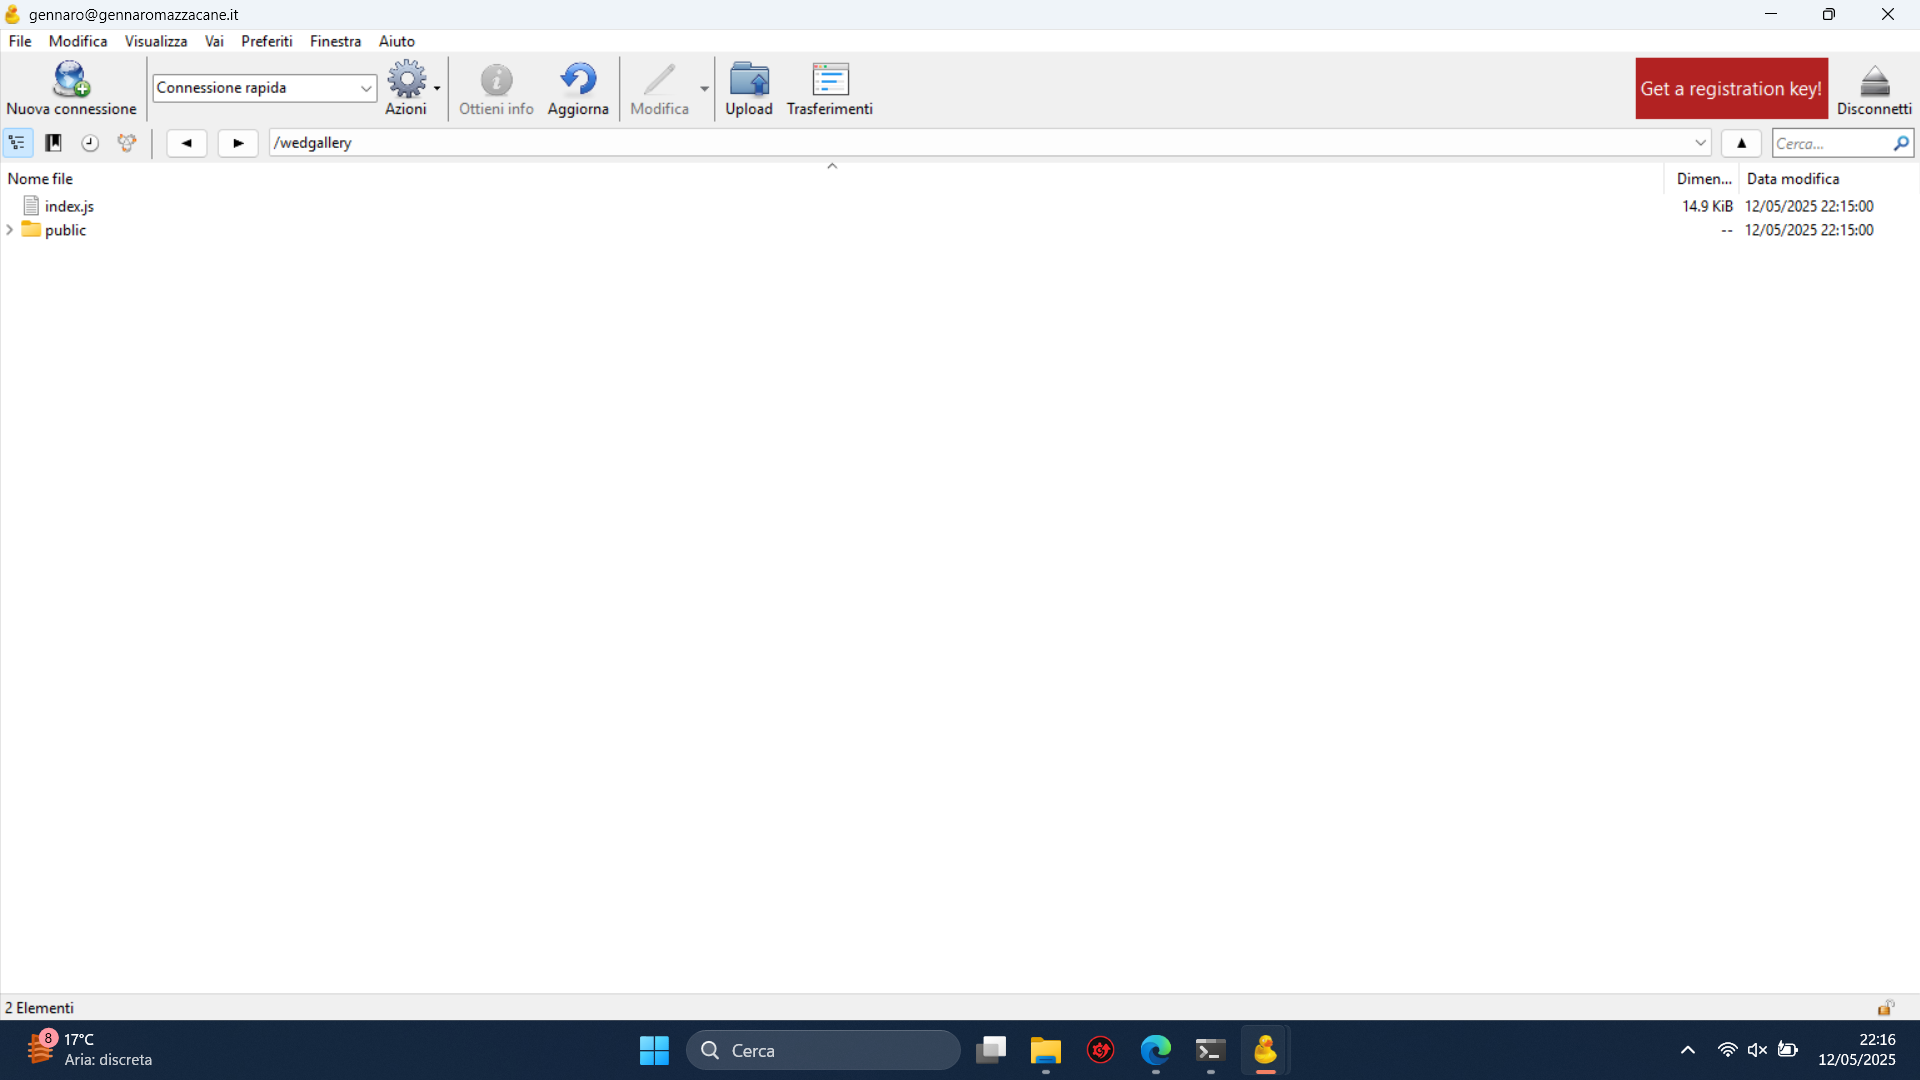 gennaro@gennaromazzacane.it
File Modifica Visualizza Vai Preferiti Finestra Aiuto
Nuova connessione
Connessione rapida
Azioni
Ottieni info
Aggiorna
Modifica
Upload
Trasferimenti
Get a registration key!
Disconnetti
/wedgallery
Cerca...
Nome file Dimen... Data modifica
index.js 14.9 KiB 12/05/2025 22:15:00
public -- 12/05/2025 22:15:00
2 Elementi
8
17°C
Aria: discreta
Cerca
22:16
12/05/2025